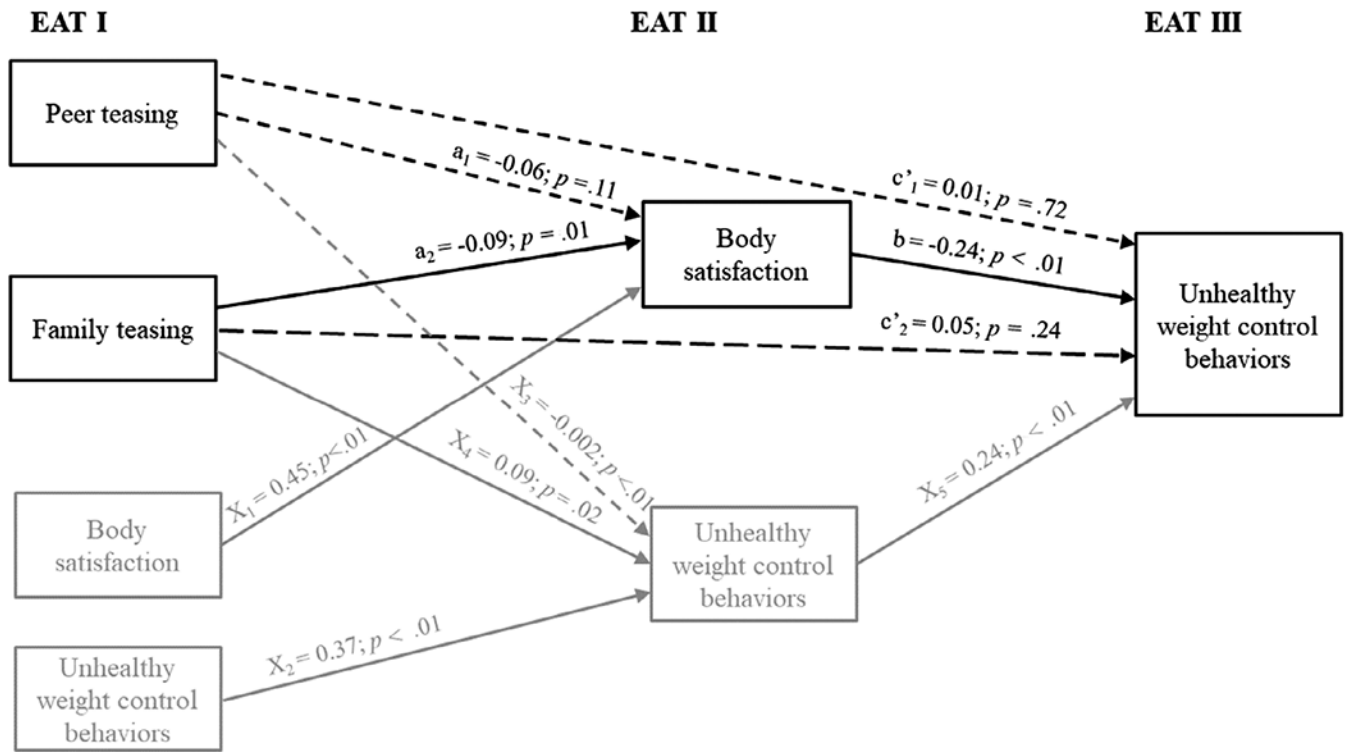 EAT I
EAT II
EAT III
Peer teasing
a₁ = -0.06; p =.11
c’₁ = 0.01; p = .72
Body
satisfaction
a₂ = -0.09; p = .01
b = -0.24; p < .01
Family teasing
c’₂ = 0.05; p = .24
Unhealthy
weight control
behaviors
X₃ = -0.002; p <.01
X₄ = 0.09; p = .02
X₁ = 0.45; p<.01
X₅ = 0.24; p < .01
Body
satisfaction
Unhealthy
weight control
behaviors
X₂ = 0.37; p < .01
Unhealthy
weight control
behaviors